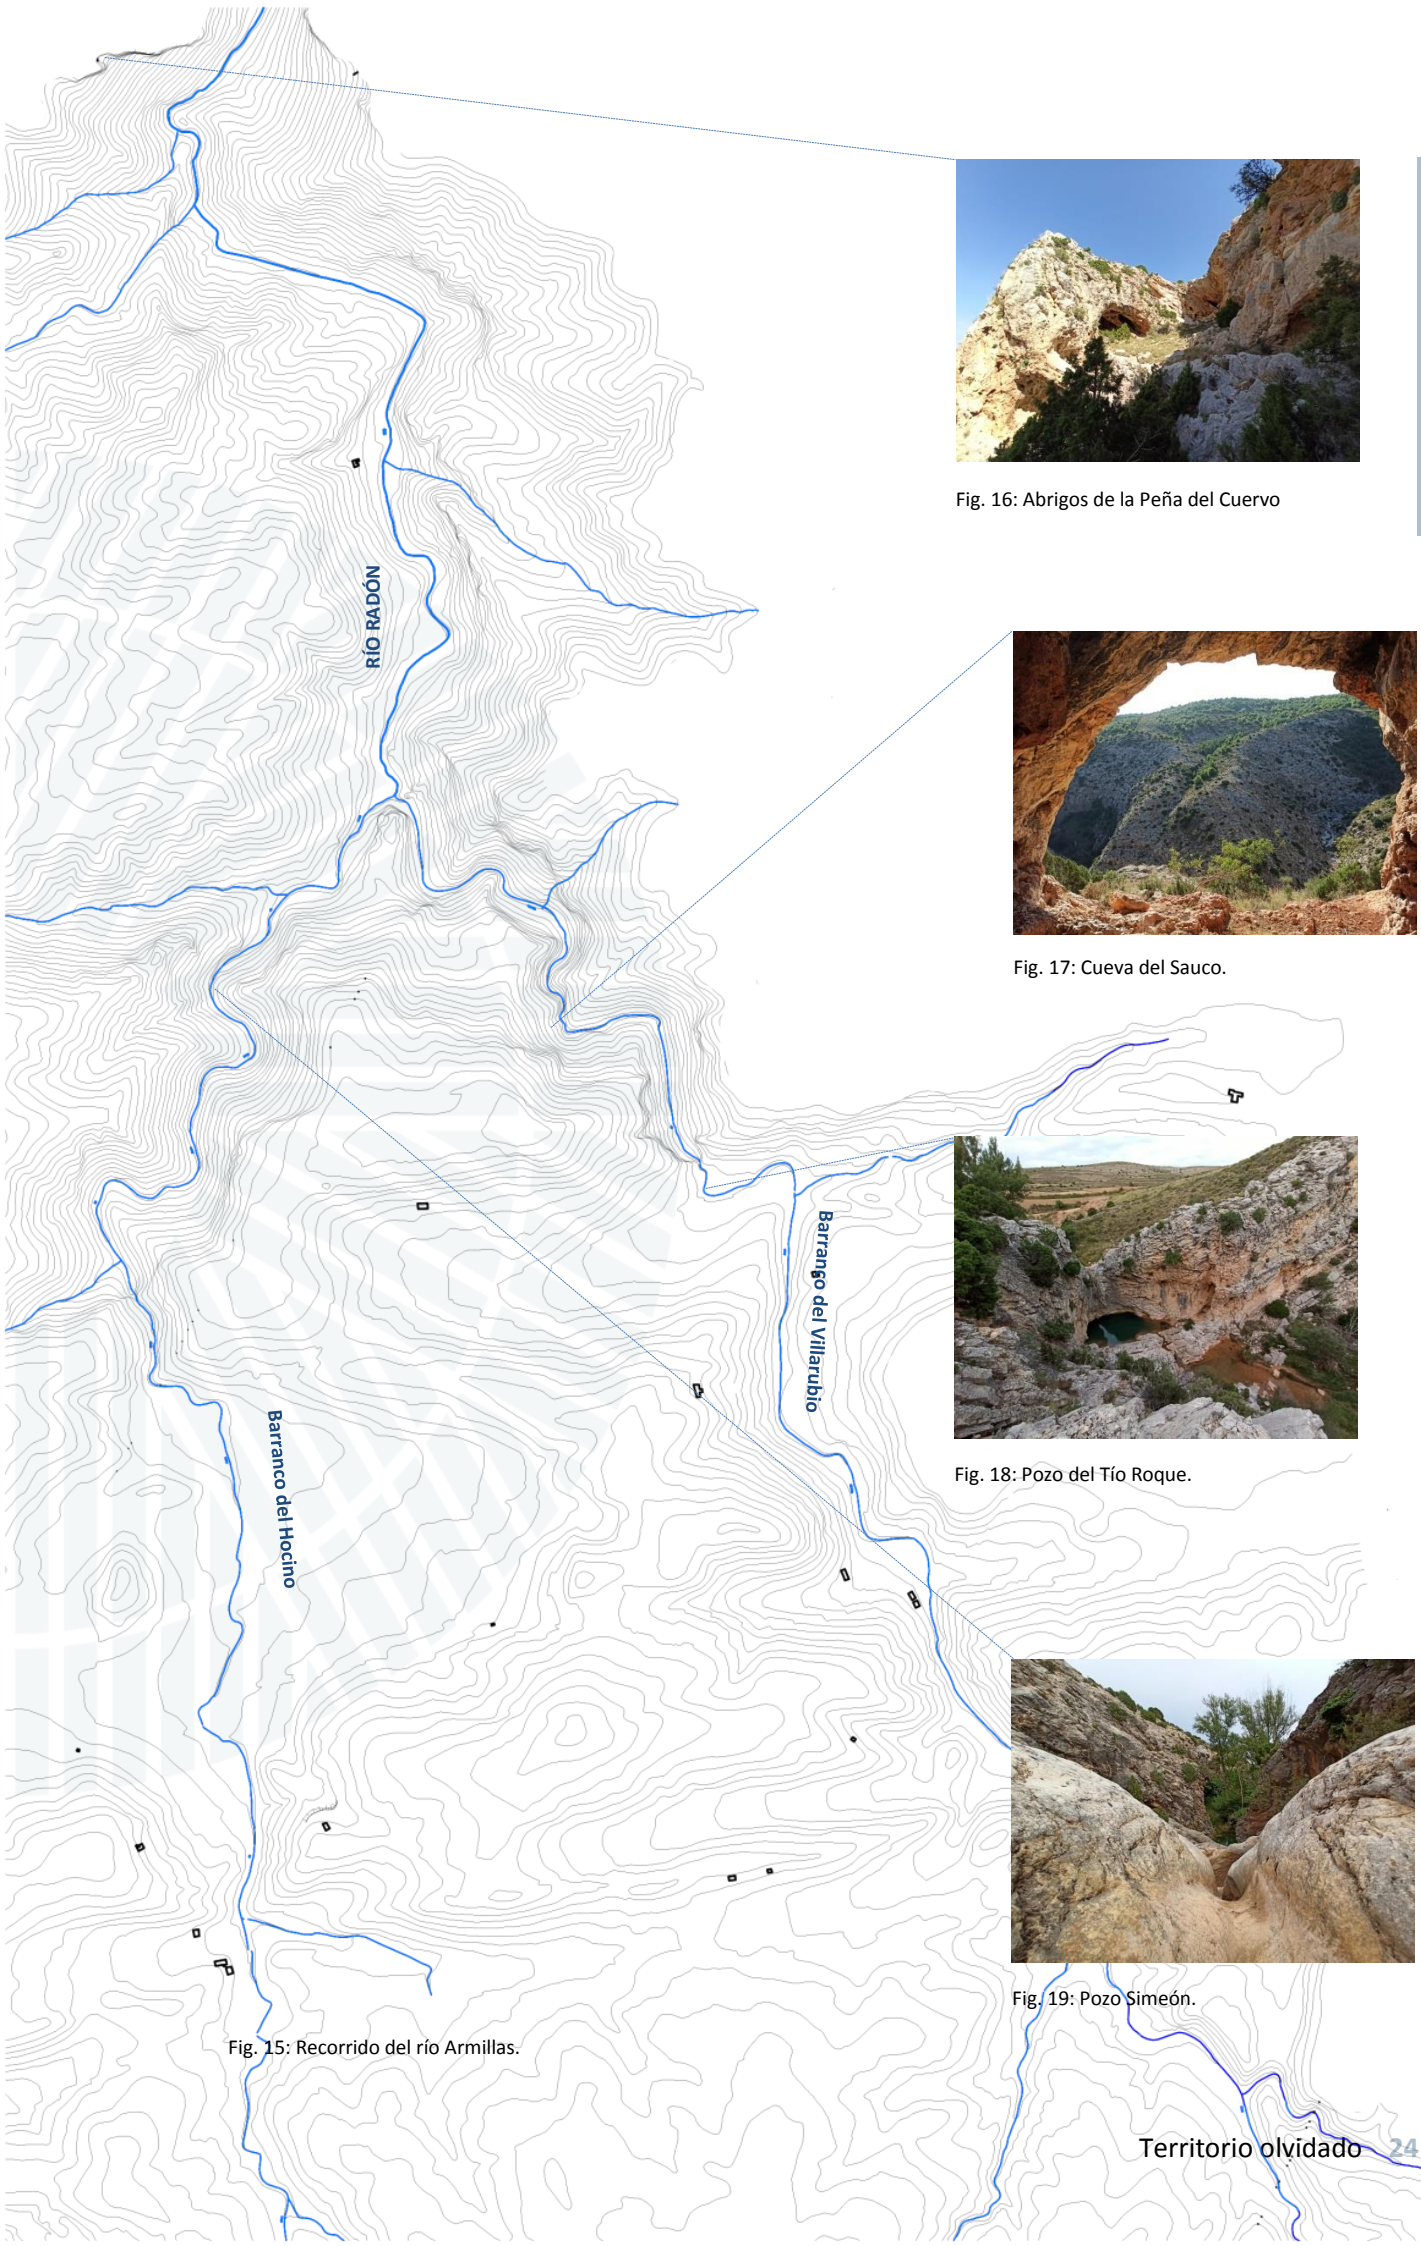 Fig. 16: Abrigos de la Peña del Cuervo
RÍO RADÓN
Fig. 17: Cueva del Sauco.
Barranco del Villarubio
Barranco del Hocino
Fig. 18: Pozo del Tío Roque.
Fig. 19: Pozo Simeón.
Fig. 15: Recorrido del río Armillas.
Territorio olvidado 24